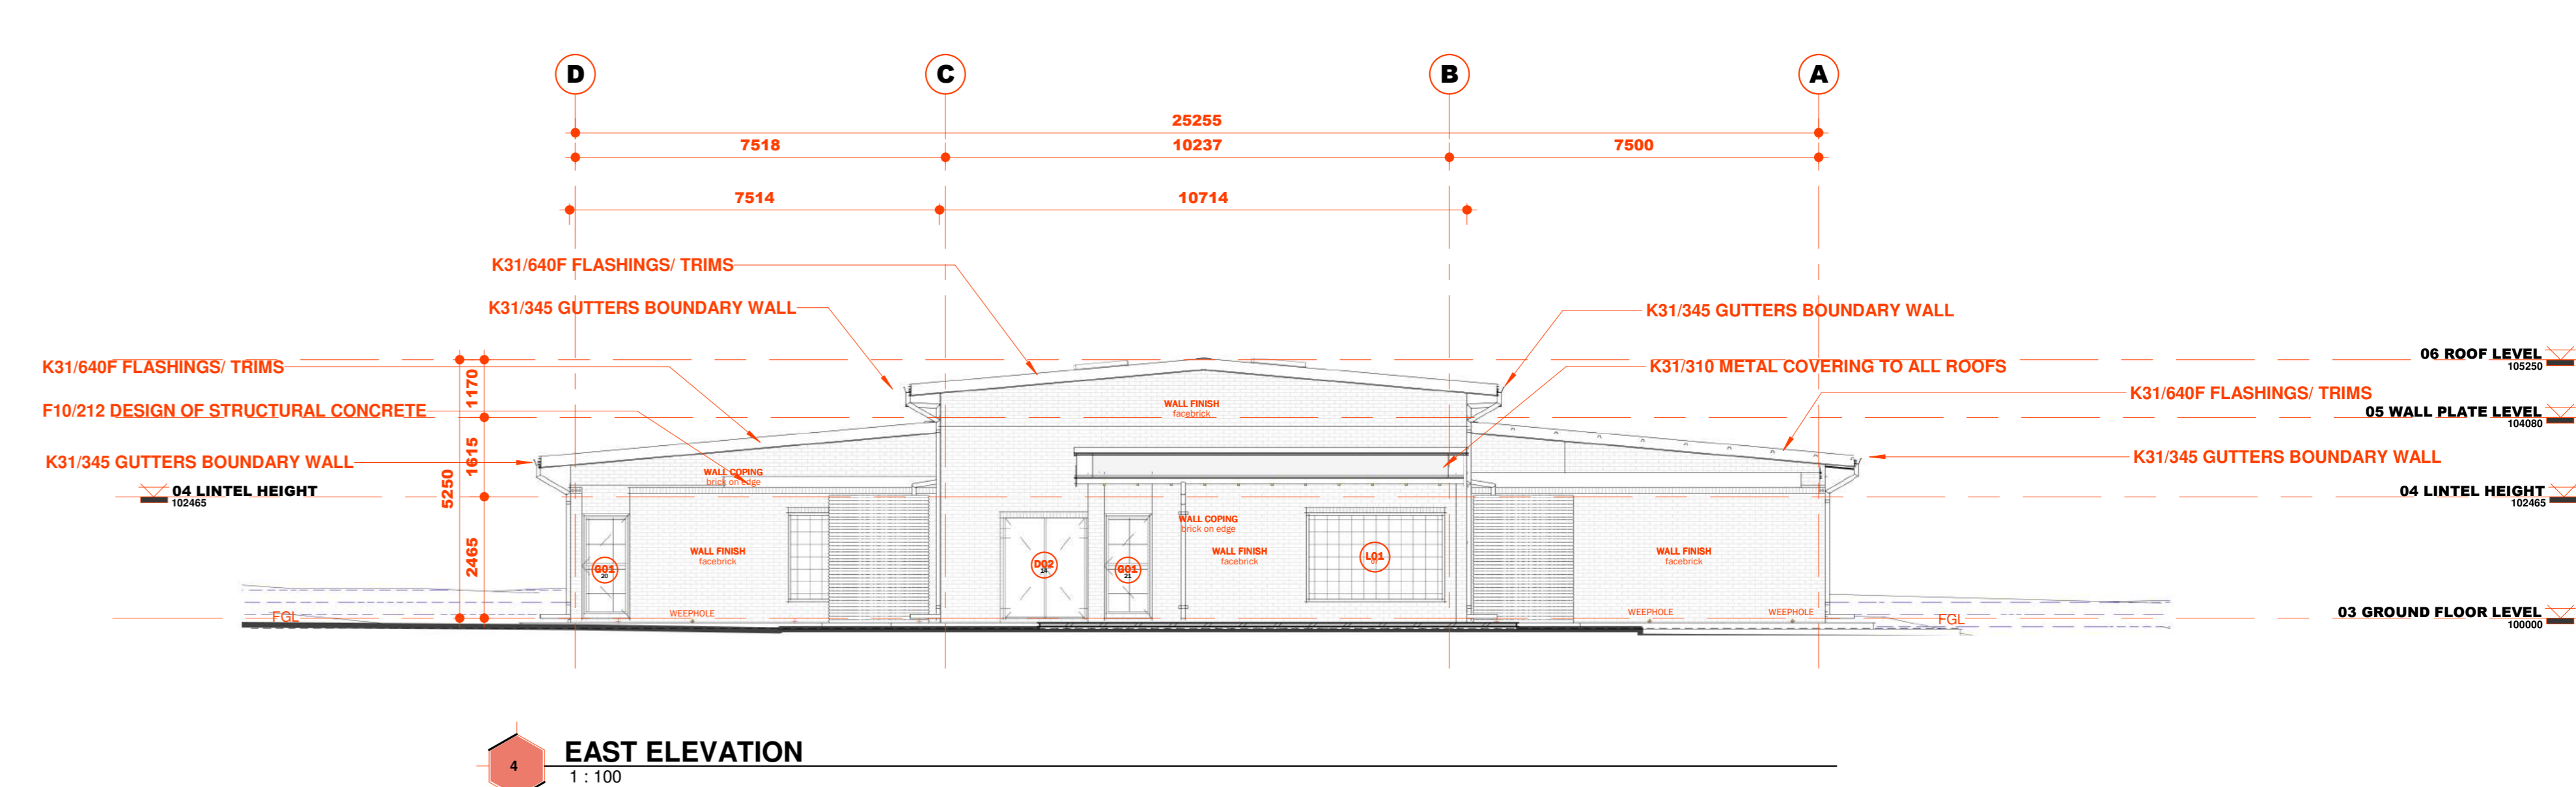 D C B A
25255
7518 10237 7500
7514 10714
K31/640F FLASHINGS/ TRIMS
K31/345 GUTTERS BOUNDARY WALL
K31/345 GUTTERS BOUNDARY WALL
06 ROOF LEVEL
105250
K31/640F FLASHINGS/ TRIMS
K31/310 METAL COVERING TO ALL ROOFS
1170
K31/640F FLASHINGS/ TRIMS
WALL FINISH
facebrick
F10/212 DESIGN OF STRUCTURAL CONCRETE
05 WALL PLATE LEVEL
104080
K31/345 GUTTERS BOUNDARY WALL
1615
K31/345 GUTTERS BOUNDARY WALL
WALL COPING
brick on edge
5250
04 LINTEL HEIGHT
102465
04 LINTEL HEIGHT
102465
WALL COPING
brick on edge
2465
WALL FINISH
facebrick
WALL FINISH
facebrick
WALL FINISH
facebrick
G01
20
D02
14
G01
21
L01
WEEPHOLE
WEEPHOLE
WEEPHOLE
03 GROUND FLOOR LEVEL
100000
FGL
FGL
4
EAST ELEVATION
1 : 100